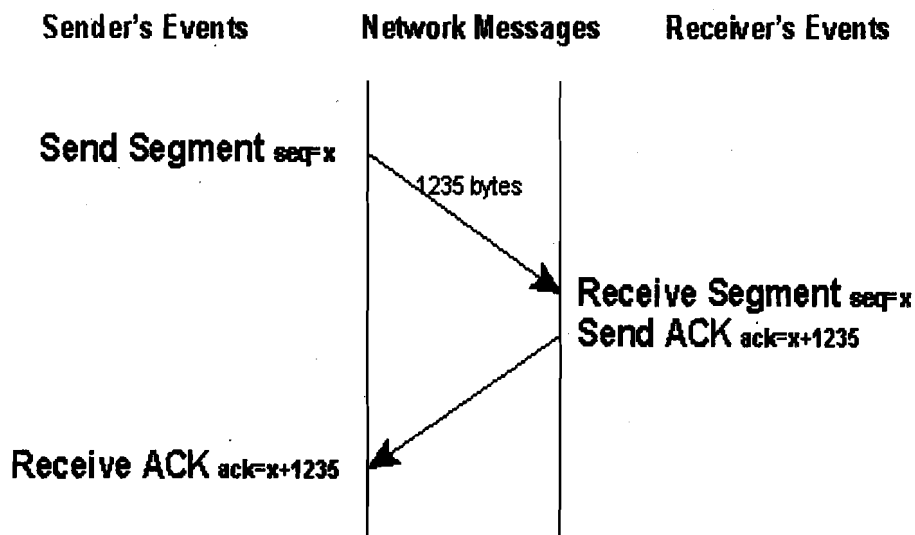 Sender's Events Network Messages Receiver's Events
Send Segment seq=x
1235 bytes
Receive Segment seq=x
Send ACK ack=x+1235
Receive ACK ack=x+1235